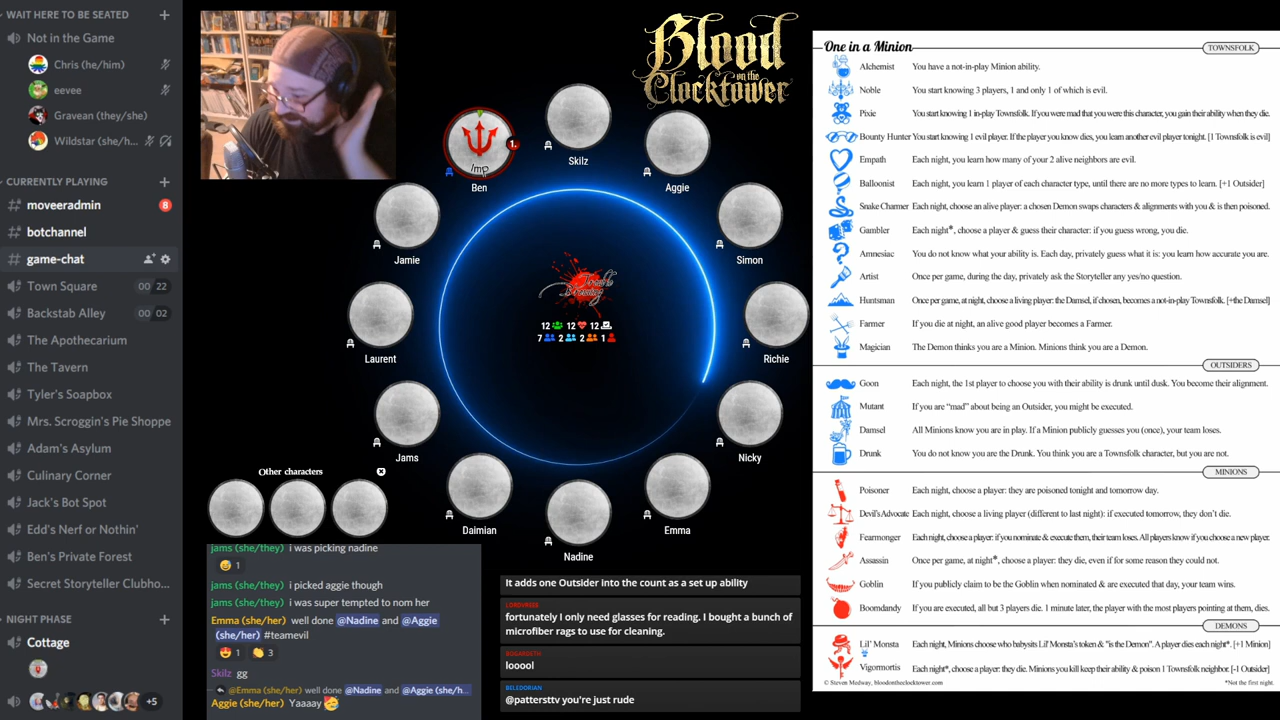 WAIT HERE TO BE SEATED
Not in the Game
Chris (he/him)
eevee
Gravean (they/she)
Wildstar (she/h...
CURRENTLY PLAYING
moveeradmin
8
botchannel
game-chat
Town Square
00 22
Backstab Alley
00 02
The Apothecarium
The Tavern
Tyler's Soapbox
Mrs. Scroggin's Pie Shoppe
Adam's Asylum
Jack's Bot Spot
Edd's Nerf or Nothin'
Ben's Private Forest
Secret Storyteller Clubho...
NIGHT PHASE
Cottage
+5
Blood
on the
Clocktower
Imp
1.
Ben
Skilz
Aggie
Simon
Richie
Nicky
Emma
Nadine
Daimian
Jams
Laurent
Jamie
Trouble
Brewing
12 12 12
7 2 2 1
Other characters
jams (she/they) i was picking nadine
1
jams (she/they) i picked aggie though
jams (she/they) i was super tempted to nom her
Emma (she/her) well done @Nadine and @Aggie
(she/her) #teamevil
1 3
Skilz gg
@Emma (she/her) well done @Nadine and @Aggie (she/h...
Aggie (she/her) Yaaaay
It adds one Outsider into the count as a set up ability
fortunately I only need glasses for reading. I bought a bunch of
microfiber rags to use for cleaning.
looool
BELEDORIAN
@patterstttv you're just rude
One in a Minion
TOWNSFOLK
Alchemist You have a not-in-play Minion ability.
Noble You start knowing 3 players, 1 and only 1 of which is evil.
Pixie You start knowing 1 in-play Townsfolk. If you were mad that you were this character, you gain their ability when they die.
Bounty Hunter You start knowing 1 evil player. If the player you know dies, you learn another evil player tonight. [1 Townsfolk is evil]
Empath Each night, you learn how many of your 2 alive neighbors are evil.
Balloonist Each night, you learn 1 player of each character type, until there are no more types to learn. [+1 Outsider]
Snake Charmer Each night, choose an alive player: a chosen Demon swaps characters & alignments with you & is then poisoned.
Gambler Each night*, choose a player & guess their character: if you guess wrong, you die.
Amnesiac You do not know what your ability is. Each day, privately guess what it is: you learn how accurate you are.
Artist Once per game, during the day, privately ask the Storyteller any yes/no question.
Huntsman Once per game, at night, choose a living player: the Damsel, if chosen, becomes a not-in-play Townsfolk. [+the Damsel]
Farmer If you die at night, an alive good player becomes a Farmer.
Magician The Demon thinks you are a Minion. Minions think you are a Demon.
OUTSIDERS
Goon Each night, the 1st player to choose you with their ability is drunk until dusk. You become their alignment.
Mutant If you are “mad” about being an Outsider, you might be executed.
Damsel All Minions know you are in play. If a Minion publicly guesses you (once), your team loses.
Drunk You do not know you are the Drunk. You think you are a Townsfolk character, but you are not.
MINIONS
Poisoner Each night, choose a player: they are poisoned tonight and tomorrow day.
Devil's Advocate Each night, choose a living player (different to last night): if executed tomorrow, they don't die.
Fearmonger Each night, choose a player: if you nominate & execute them, their team loses. All players know if you choose a new player.
Assassin Once per game, at night*, choose a player: they die, even if for some reason they could not.
Goblin If you publicly claim to be the Goblin when nominated & are executed that day, your team wins.
Boomdandy If you are executed, all but 3 players die. 1 minute later, the player with the most players pointing at them, dies.
DEMONS
Lil' Monsta Each night, Minions choose who babysits Lil' Monsta's token & "is the Demon". A player dies each night*. [+1 Minion]
Vigormortis Each night*, choose a player: they die. Minions you kill keep their ability & poison 1 Townsfolk neighbor. [-1 Outsider]
© Steven Medway, bloodontheclocktower.com
*Not the first night.